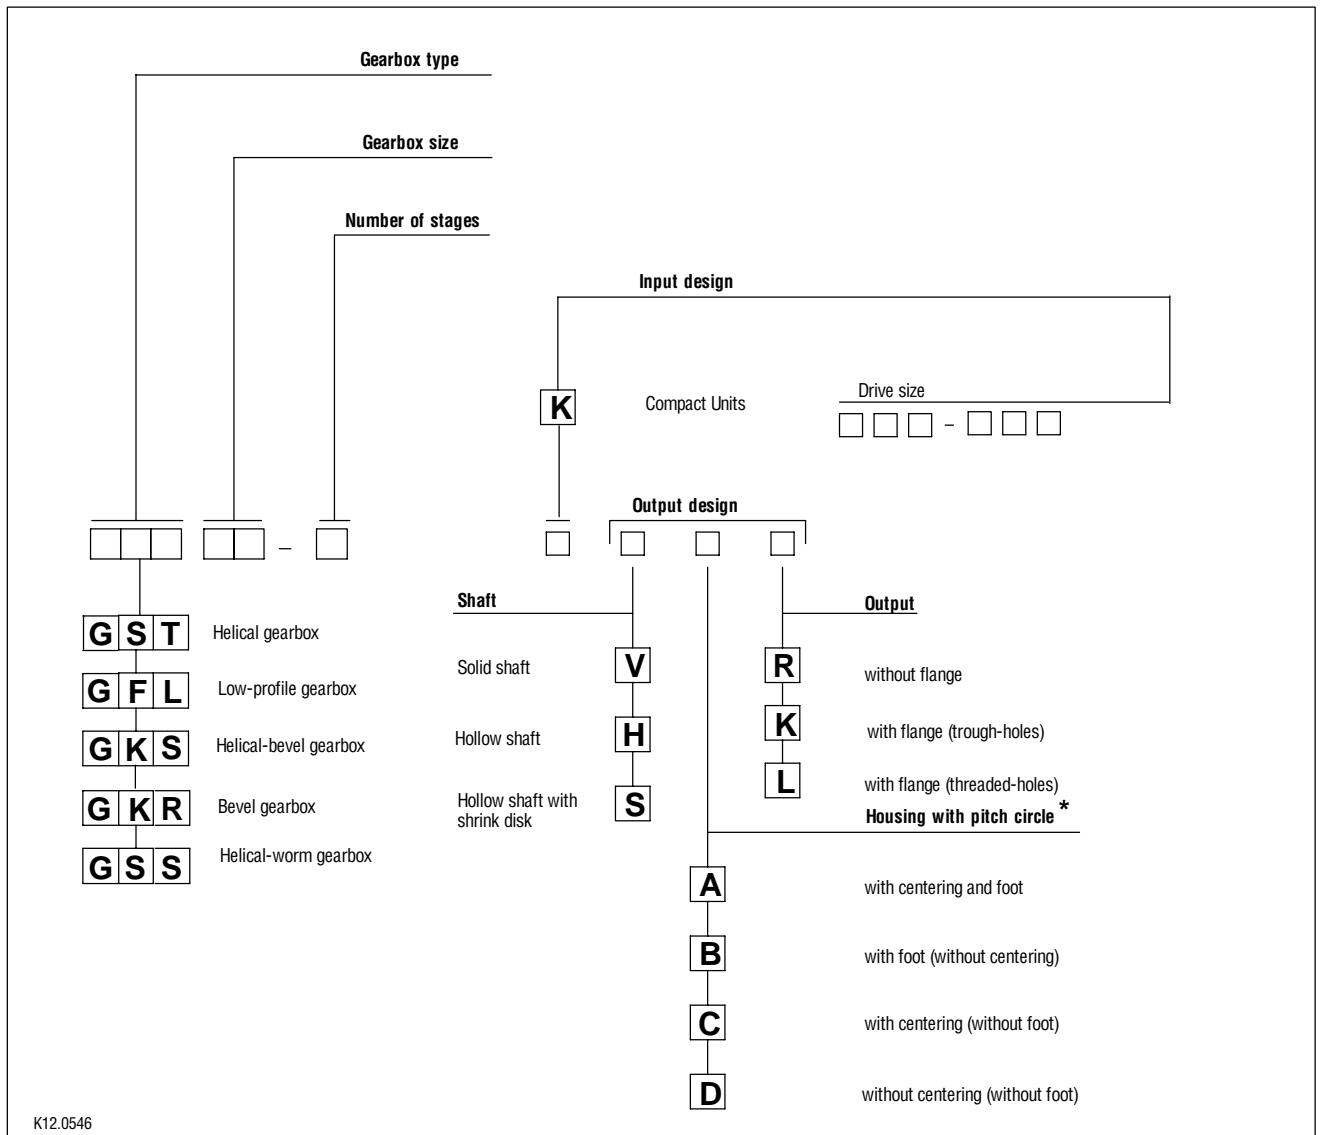 Gearbox type
Gearbox size
Number of stages
Input design
K Compact Units
Drive size
–
Output design
–
Shaft
Output
G S T Helical gearbox
Solid shaft V
R without flange
G F L Low-profile gearbox
Hollow shaft H
K with flange (trough-holes)
G K S Helical-bevel gearbox
L with flange (threaded-holes)
G K R Bevel gearbox
Hollow shaft with
shrink disk S
Housing with pitch circle *
G S S Helical-worm gearbox
A with centering and foot
B with foot (without centering)
C with centering (without foot)
D without centering (without foot)
K12.0546